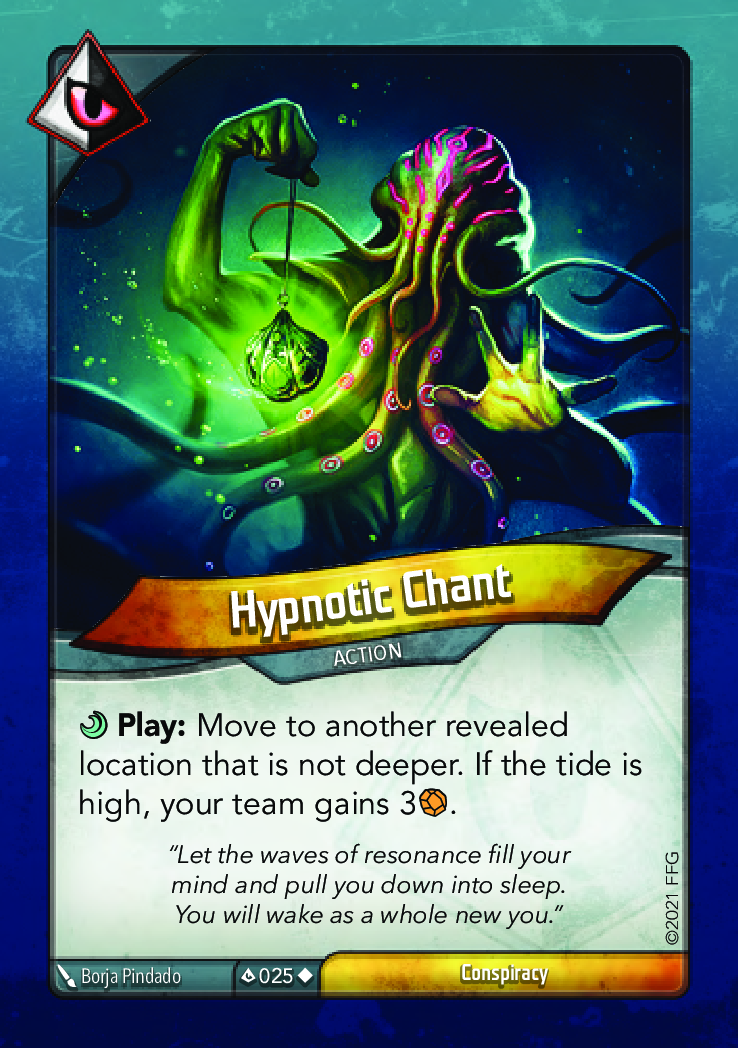 Hypnotic Chant
ACTION
Play: Move to another revealed
location that is not deeper. If the tide is
high, your team gains 3.
“Let the waves of resonance fill your
mind and pull you down into sleep.
You will wake as a whole new you.”
©2021 FFG
Borja Pindado
025
Conspiracy